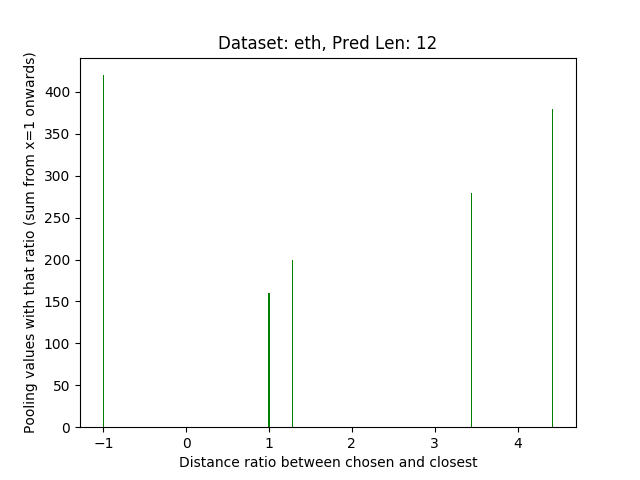 Dataset: eth, Pred Len: 12
Pooling values with that ratio (sum from x=1 onwards)
400
350
300
250
200
150
100
50
0
−1 0 1 2 3 4
Distance ratio between chosen and closest